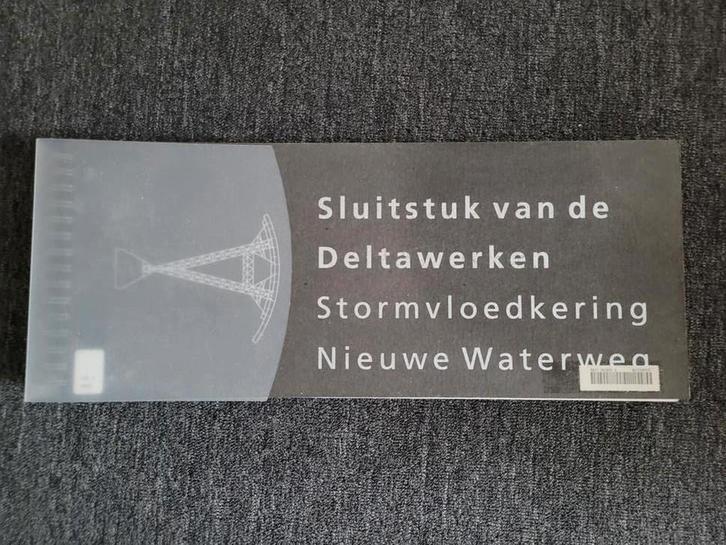 Sluitstuk van de
Deltawerken
Stormvloedkering
Nieuwe Waterweg